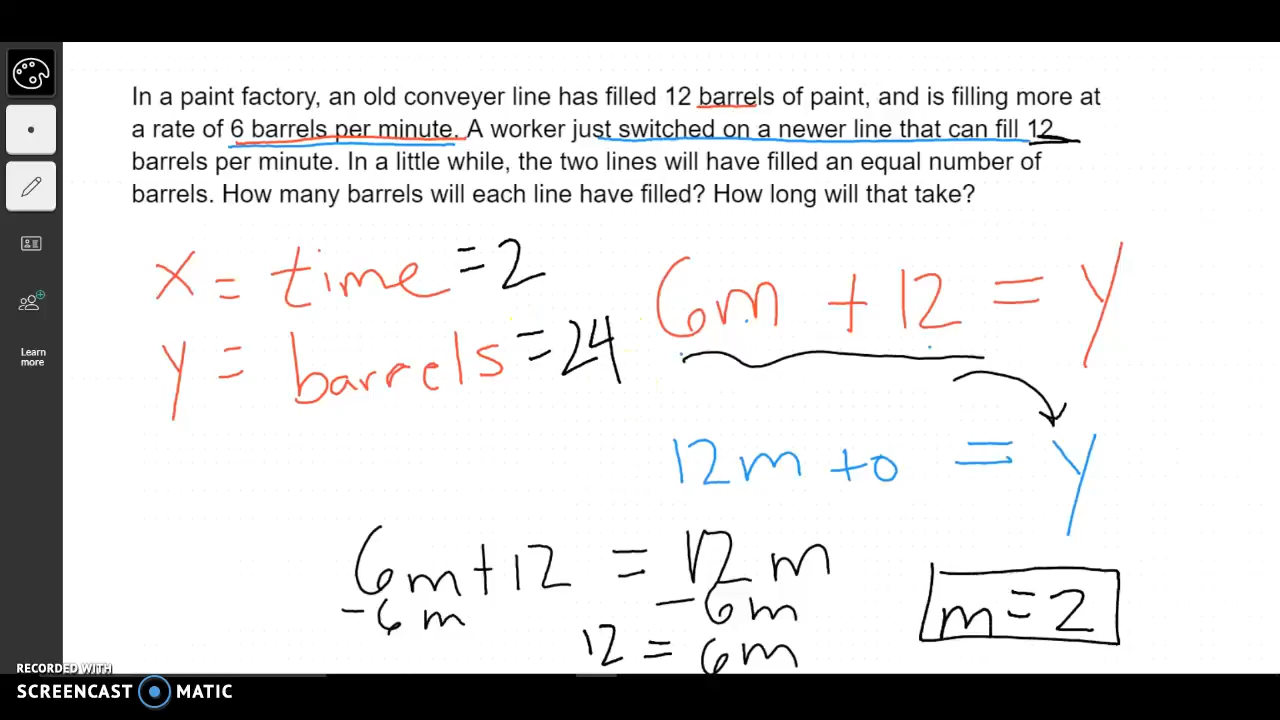 In a paint factory, an old conveyer line has filled 12 barrels of paint, and is filling more at
a rate of 6 barrels per minute. A worker just switched on a newer line that can fill 12
barrels per minute. In a little while, the two lines will have filled an equal number of
barrels. How many barrels will each line have filled? How long will that take?
x = time = 2
y = barrels = 24
6m + 12 = y
12m + 0 = y
6m + 12 = 12m
-6m -6m
12 = 6m
m = 2
Learn
more
RECORDED WITH
SCREENCAST MATIC